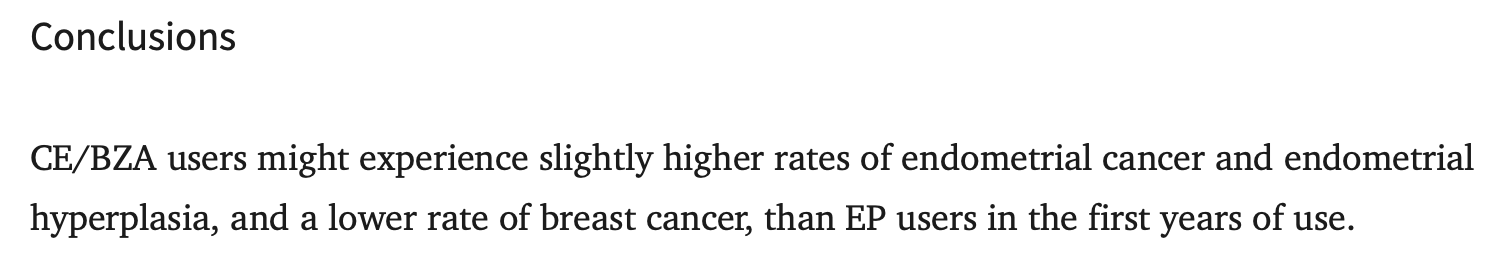 Conclusions
CE/BZA users might experience slightly higher rates of endometrial cancer and endometrial
hyperplasia, and a lower rate of breast cancer, than EP users in the first years of use.